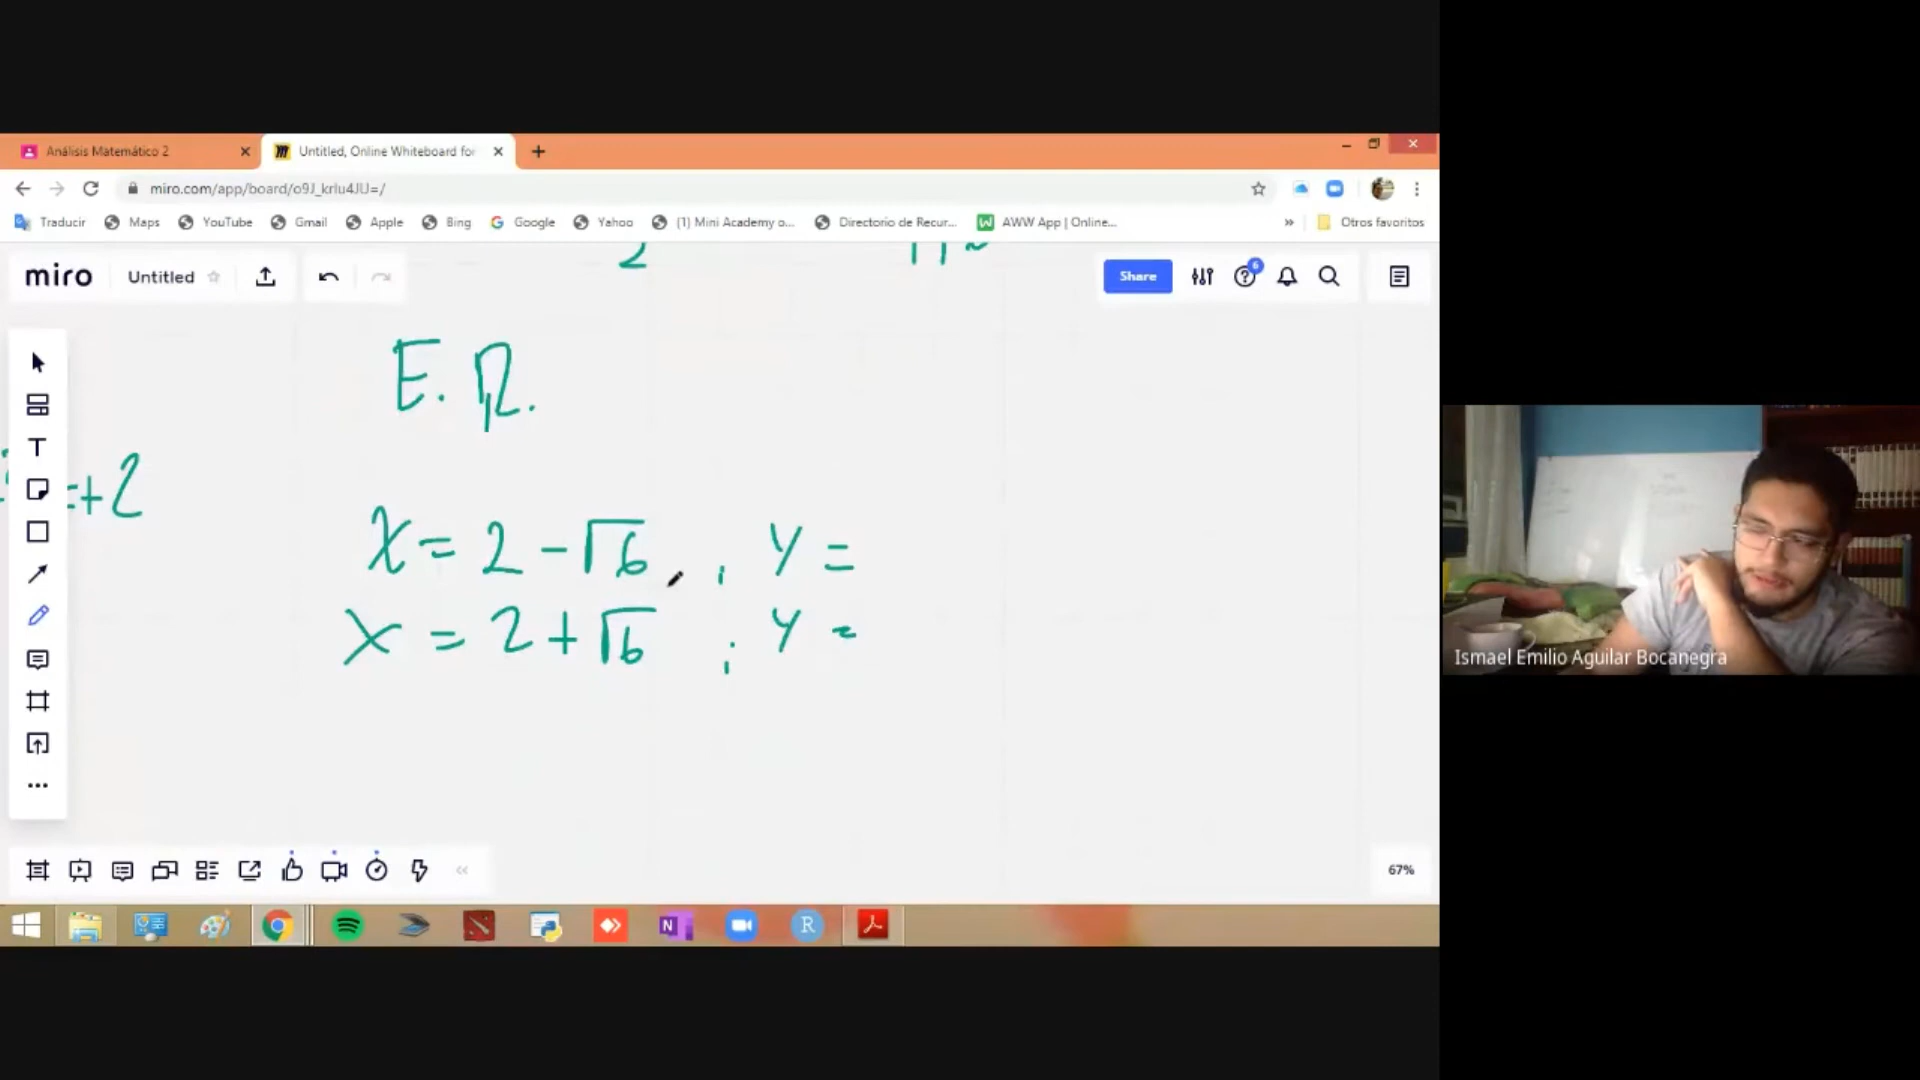 Análisis Matemático 2
Untitled, Online Whiteboard for
miro.com/app/board/o9J_krlu4JU=/
Traducir Maps YouTube Gmail Apple Bing Google Yahoo (1) Mini Academy o... Directorio de Recur... AWW App | Online... » Otros favoritos
2
miro Untitled Share 6
E. R.
+2
X = 2 - √6 ; Y =
X = 2 + √6 ; Y =
Ismael Emilio Aguilar Bocanegra
67%